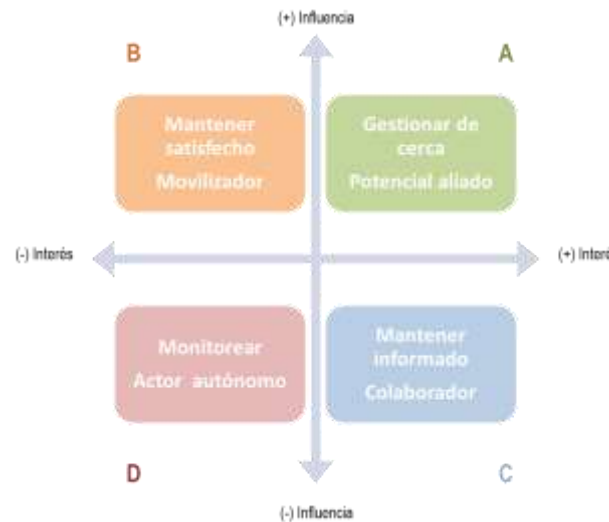 (+) Influencia
B
A
Mantener
satisfecho
Movilizador
Gestionar de
cerca
Potencial aliado
(-) Interés
(+) Interé
Monitorear
Actor autónomo
Mantener
informado
Colaborador
D
C
(-) Influencia